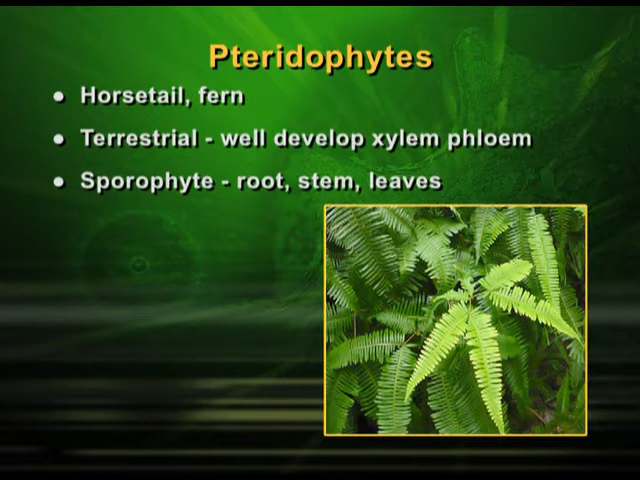 Pteridophytes
● Horsetail, fern
● Terrestrial - well develop xylem phloem
● Sporophyte - root, stem, leaves